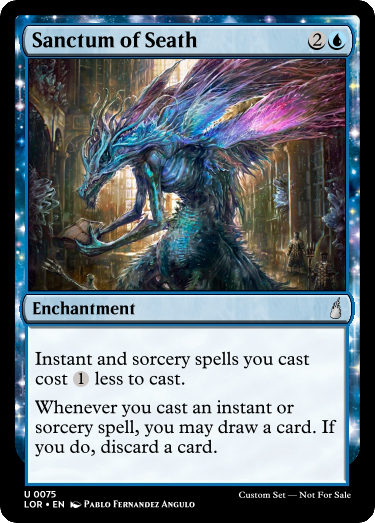 Sanctum of Seath 2
Enchantment
Instant and sorcery spells you cast
cost 1 less to cast.
Whenever you cast an instant or
sorcery spell, you may draw a card. If
you do, discard a card.
U 0075
LOR • EN Pablo Fernandez Angulo
Custom Set — Not For Sale